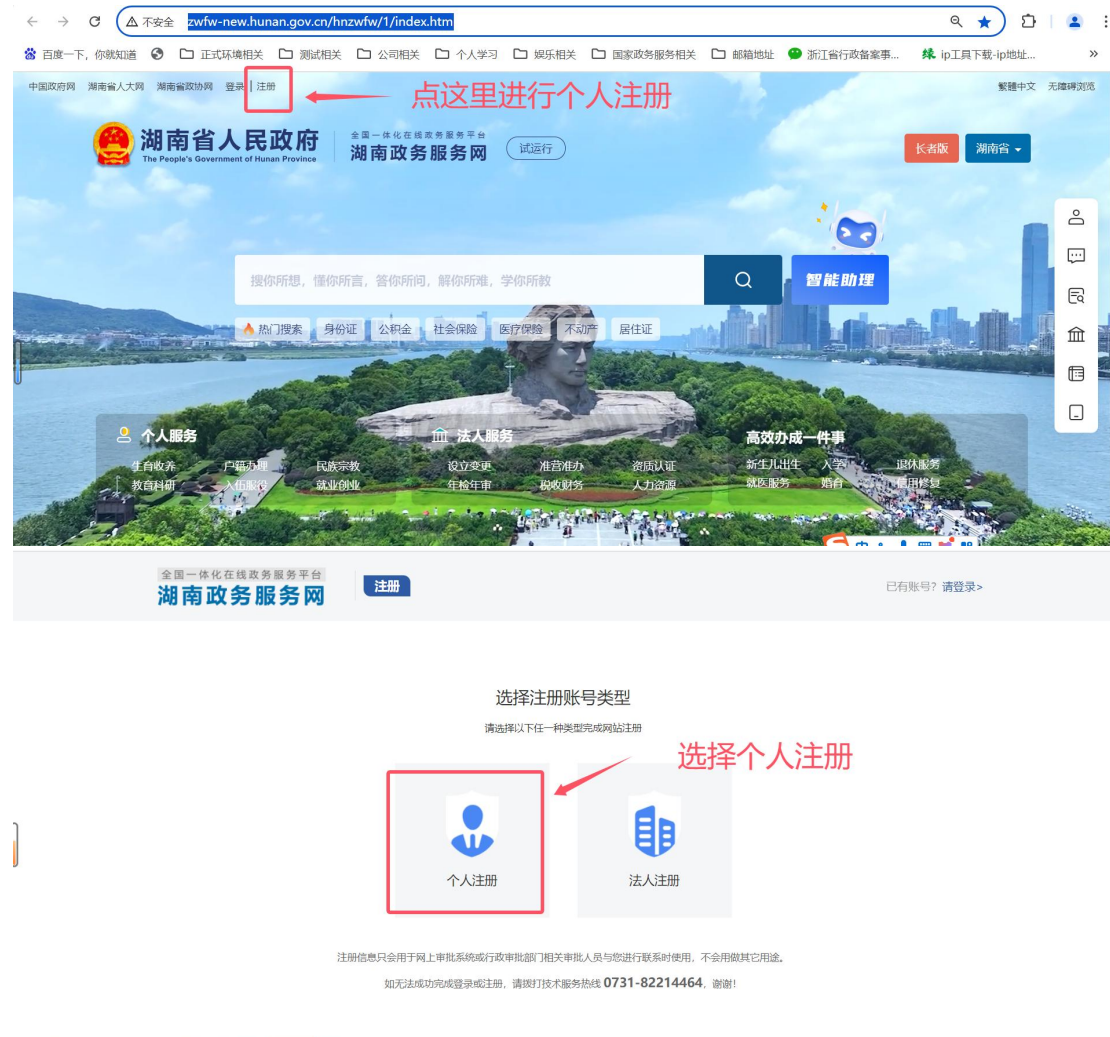 不安全 zwfw-new.hunan.gov.cn/hnzwfw/1/index.htm
百度一下，你就知道 正式环境相关 测试相关 公司相关 个人学习 娱乐相关 国家政务服务相关 邮箱地址 浙江省行政备案事... ip工具下载-ip地址... »
中国政府网 湖南省人大网 湖南省政协网 登录 | 注册 繁體中文 无障碍浏览
点这里进行个人注册
湖南省人民政府
The People's Government of Hunan Province
全国一体化在线政务服务平台
湖南政务服务网
试运行
长者版 湖南省
搜你所想，懂你所言，答你所问，解你所难，学你所教
智能助理
热门搜索 身份证 公积金 社会保险 医疗保险 不动产 居住证
个人服务 法人服务 高效办成一件事
生育收养 户籍办理 民族宗教 设立变更 准营准办 资质认证 新生儿出生 入学 退休服务
教育科研 入伍服役 就业创业 年检年审 税收财务 人力资源 就医服务 婚育 信用修复
全国一体化在线政务服务平台
湖南政务服务网
注册
已有账号？请登录>
选择注册账号类型
请选择以下任一种类型完成网站注册
选择个人注册
个人注册 法人注册
注册信息只会用于网上审批系统或行政审批部门相关审批人员与您进行联系时使用，不会用做其它用途。
如无法成功完成登录或注册，请拨打技术服务热线 0731-82214464，谢谢！